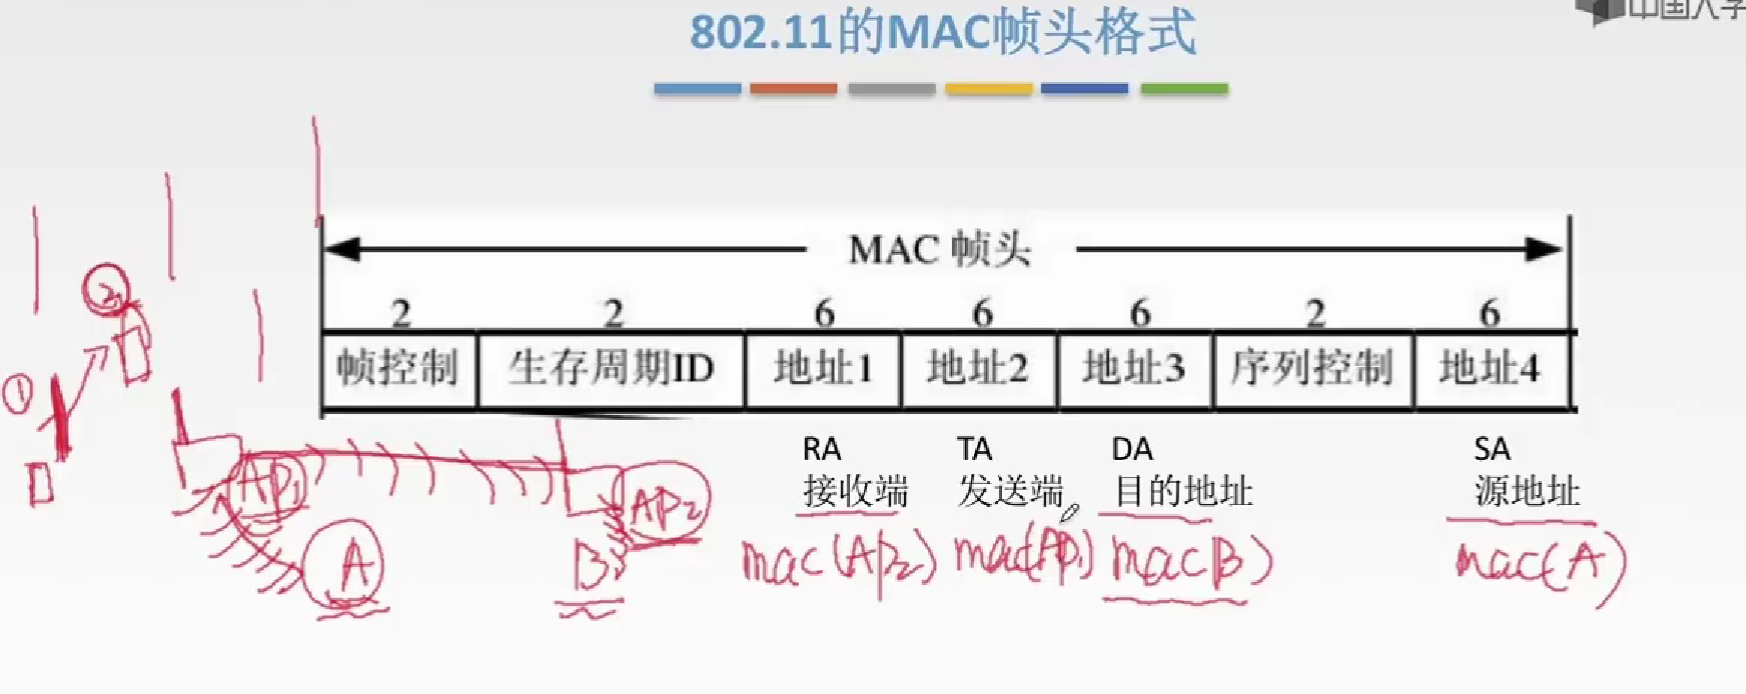 802.11的MAC帧头格式
中国大学
MAC 帧头
2 2 6 6 6 2 6
帧控制 生存周期ID 地址1 地址2 地址3 序列控制 地址4
RA TA DA SA
接收端 发送端 目的地址 源地址
mac(AP2) mac(AP1) mac(B) mac(A)
②
①
AP1
AP2
A
B